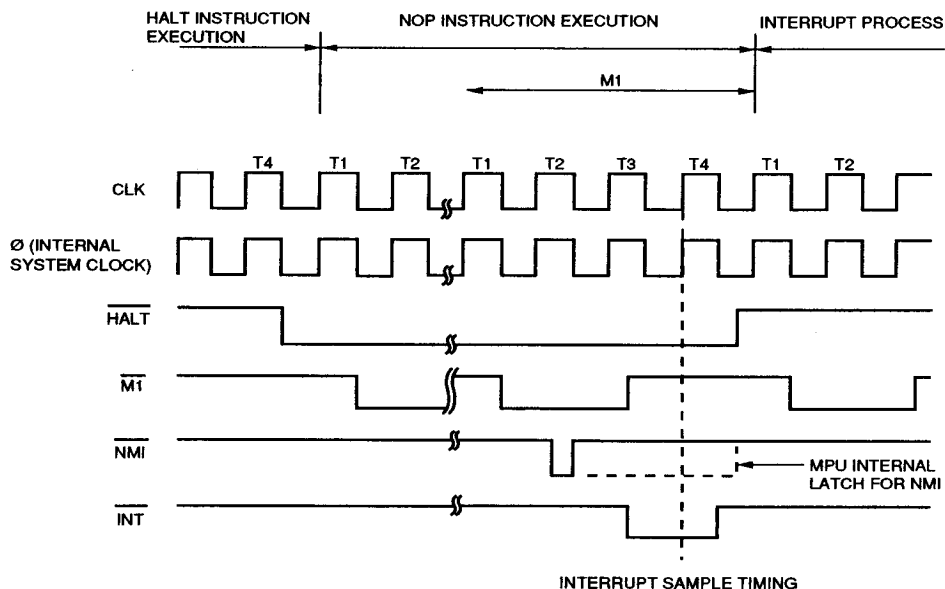 HALT INSTRUCTION
EXECUTION
NOP INSTRUCTION EXECUTION
INTERRUPT PROCESS
M1
T4 T1 T2 T1 T2 T3 T4 T1 T2
CLK
Ø (INTERNAL
SYSTEM CLOCK)
HALT
M1
NMI
MPU INTERNAL
LATCH FOR NMI
INT
INTERRUPT SAMPLE TIMING